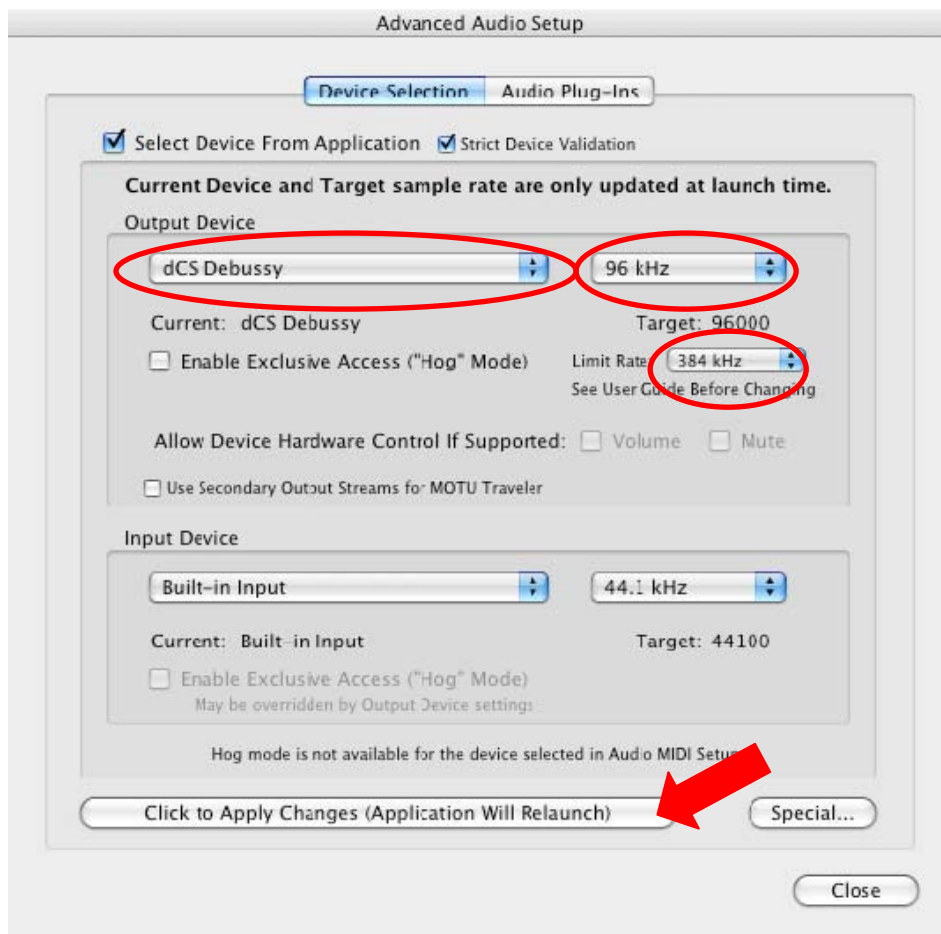 Advanced Audio Setup
Device Selection Audio Plug-Ins
Select Device From Application Strict Device Validation
Current Device and Target sample rate are only updated at launch time.
Output Device
dCS Debussy 96 kHz
Current: dCS Debussy Target: 96000
Enable Exclusive Access ("Hog" Mode) Limit Rate: 384 kHz
See User Guide Before Changing
Allow Device Hardware Control If Supported: Volume Mute
Use Secondary Output Streams for MOTU Traveler
Input Device
Built-in Input 44.1 kHz
Current: Built-in Input Target: 44100
Enable Exclusive Access ("Hog" Mode)
May be overridden by Output Device settings
Hog mode is not available for the device selected in Audio MIDI Setup
Click to Apply Changes (Application Will Relaunch) Special...
Close